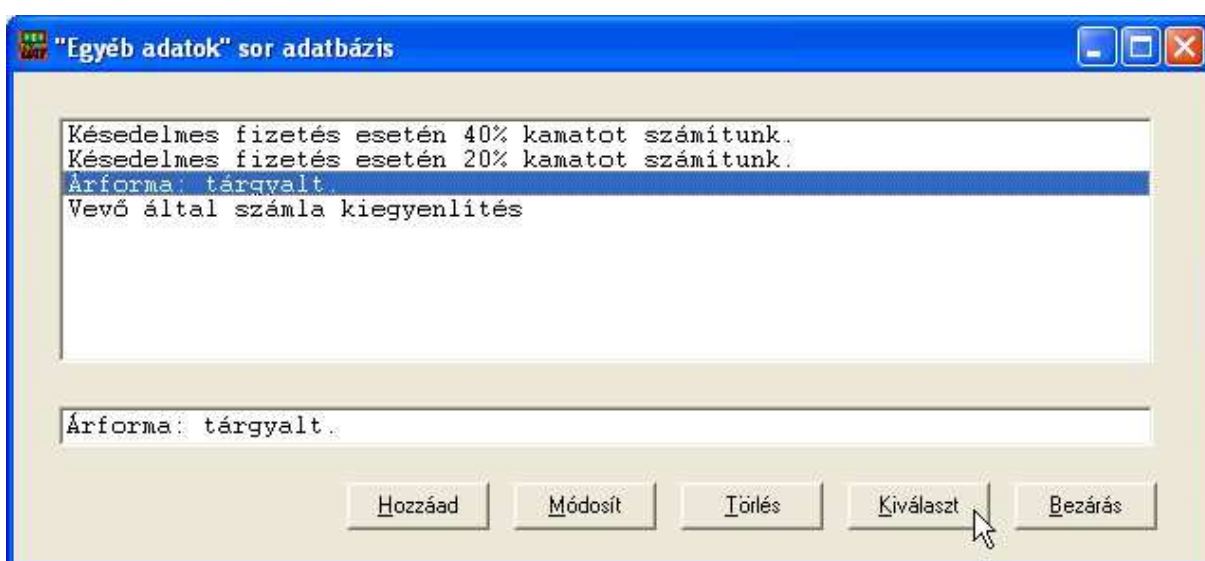 "Egyéb adatok" sor adatbázis
Késedelmes fizetés esetén 40% kamatot számítunk.
Késedelmes fizetés esetén 20% kamatot számítunk.
Árforma: tárgyalt.
Vevő által számla kiegyenlítés
Árforma: tárgyalt.
Hozzáad Módosít Törlés Kiválaszt Bezárás